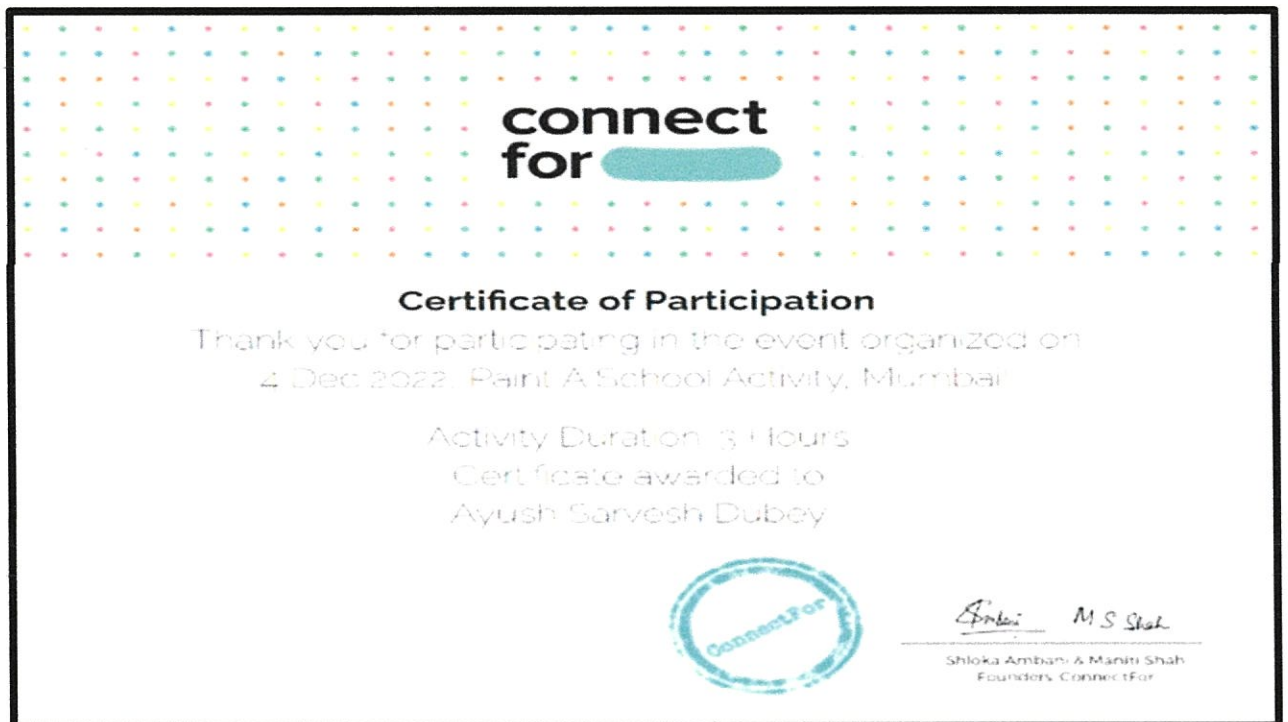 connect
for
Certificate of Participation
Thank you for participating in the event organized on
4 Dec 2022, Paint A School Activity, Mumbai
Activity Duration: 3 Hours
Certificate awarded to
Ayush Sarvesh Dubey
ConnectFor
M S Shah
Shloka Ambani & Maniti Shah
Founders ConnectFor